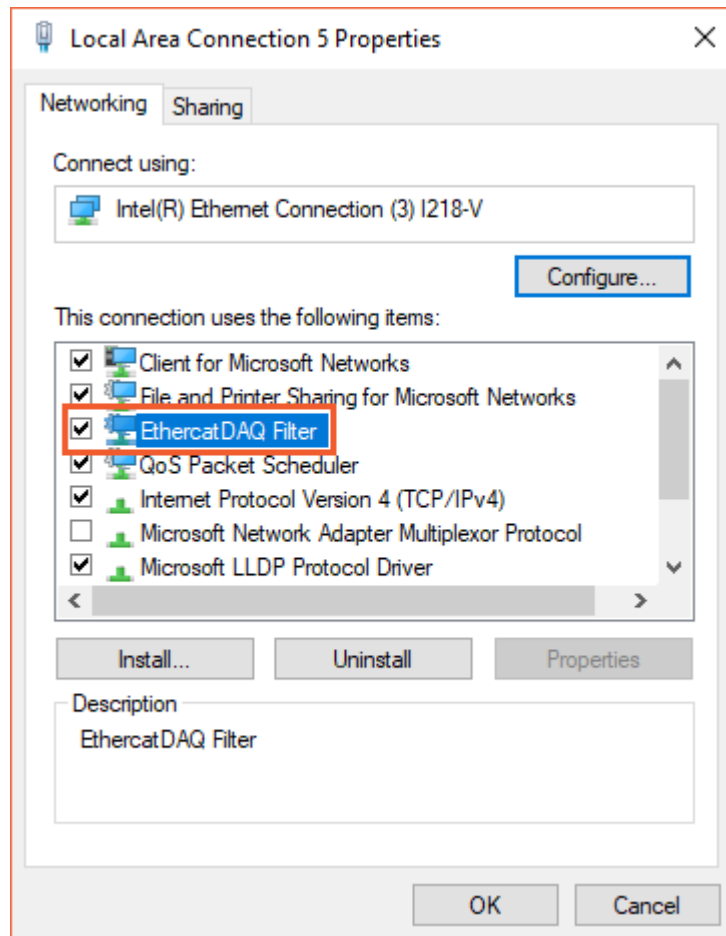 Local Area Connection 5 Properties
Networking
Sharing
Connect using:
Intel(R) Ethernet Connection (3) I218-V
Configure...
This connection uses the following items:
Client for Microsoft Networks
File and Printer Sharing for Microsoft Networks
EthercatDAQ Filter
QoS Packet Scheduler
Internet Protocol Version 4 (TCP/IPv4)
Microsoft Network Adapter Multiplexor Protocol
Microsoft LLDP Protocol Driver
Install...
Uninstall
Properties
Description
EthercatDAQ Filter
OK
Cancel